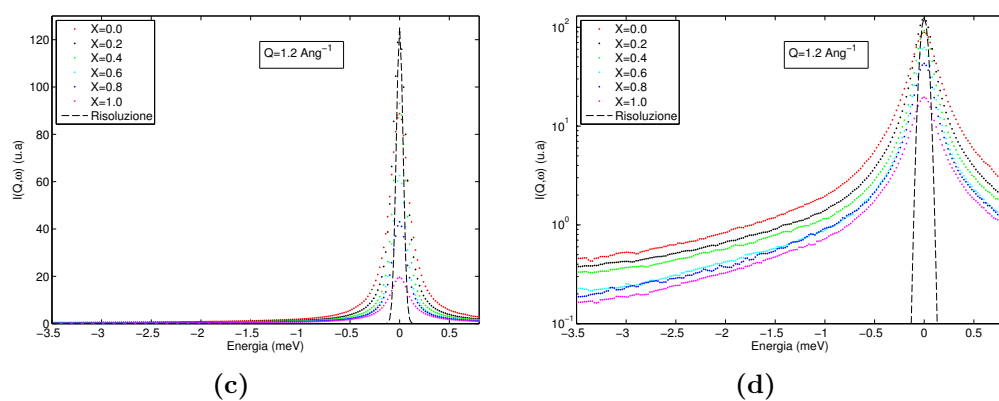 120
100
80
60
40
20
0
I(Q,ω) (u.a)
X=0.0
X=0.2
X=0.4
X=0.6
X=0.8
X=1.0
Risoluzione
Q=1.2 Ang⁻¹
−3.5 −3 −2.5 −2 −1.5 −1 −0.5 0 0.5
Energia (meV)
(c)
10²
10¹
10⁰
10⁻¹
I(Q,ω) (u.a)
X=0.0
X=0.2
X=0.4
X=0.6
X=0.8
X=1.0
Risoluzione
Q=1.2 Ang⁻¹
−3.5 −3 −2.5 −2 −1.5 −1 −0.5 0 0.5
Energia (meV)
(d)